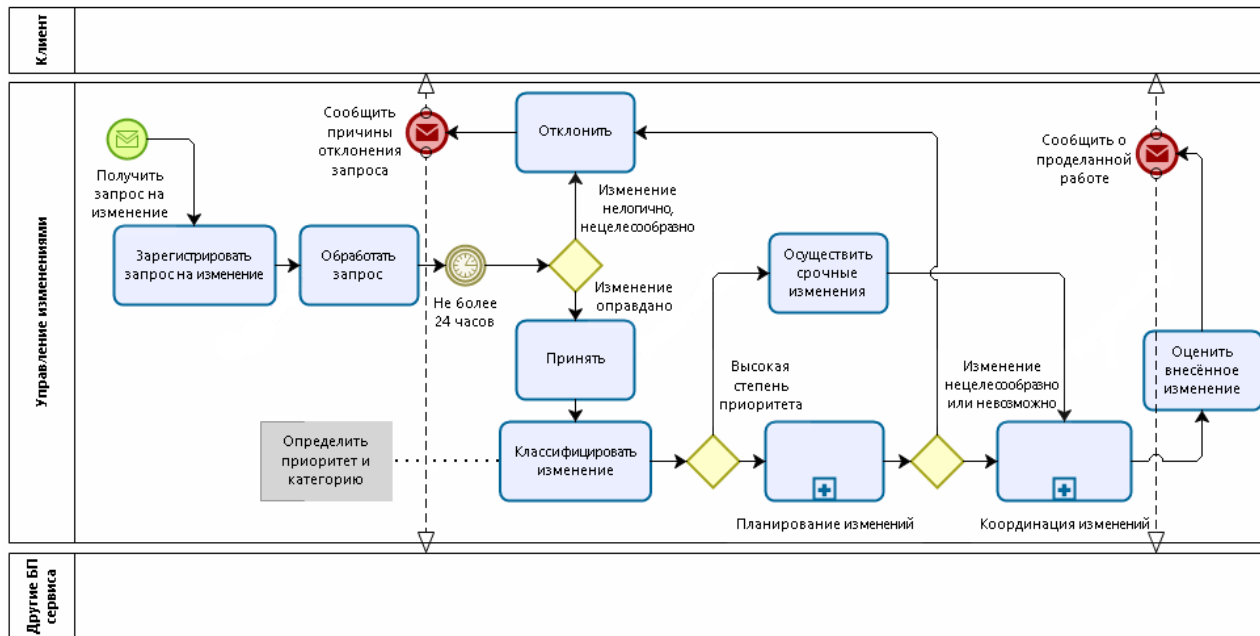 Клиент
Управление изменениями
Получить
запрос на
изменение
Зарегистрировать
запрос на изменение
Обработать
запрос
Сообщить
причины
отклонения
запроса
Не более
24 часов
Отклонить
Изменение
нелогично,
нецелесообразно
Изменение
оправдано
Принять
Определить
приоритет и
категорию
Классифицировать
изменение
Высокая
степень
приоритета
Осуществить
срочные
изменения
Планирование изменений
Изменение
нецелесообразно
или невозможно
Координация изменений
Сообщить о
проделанной
работе
Оценить
внесённое
изменение
Другие БП
сервиса